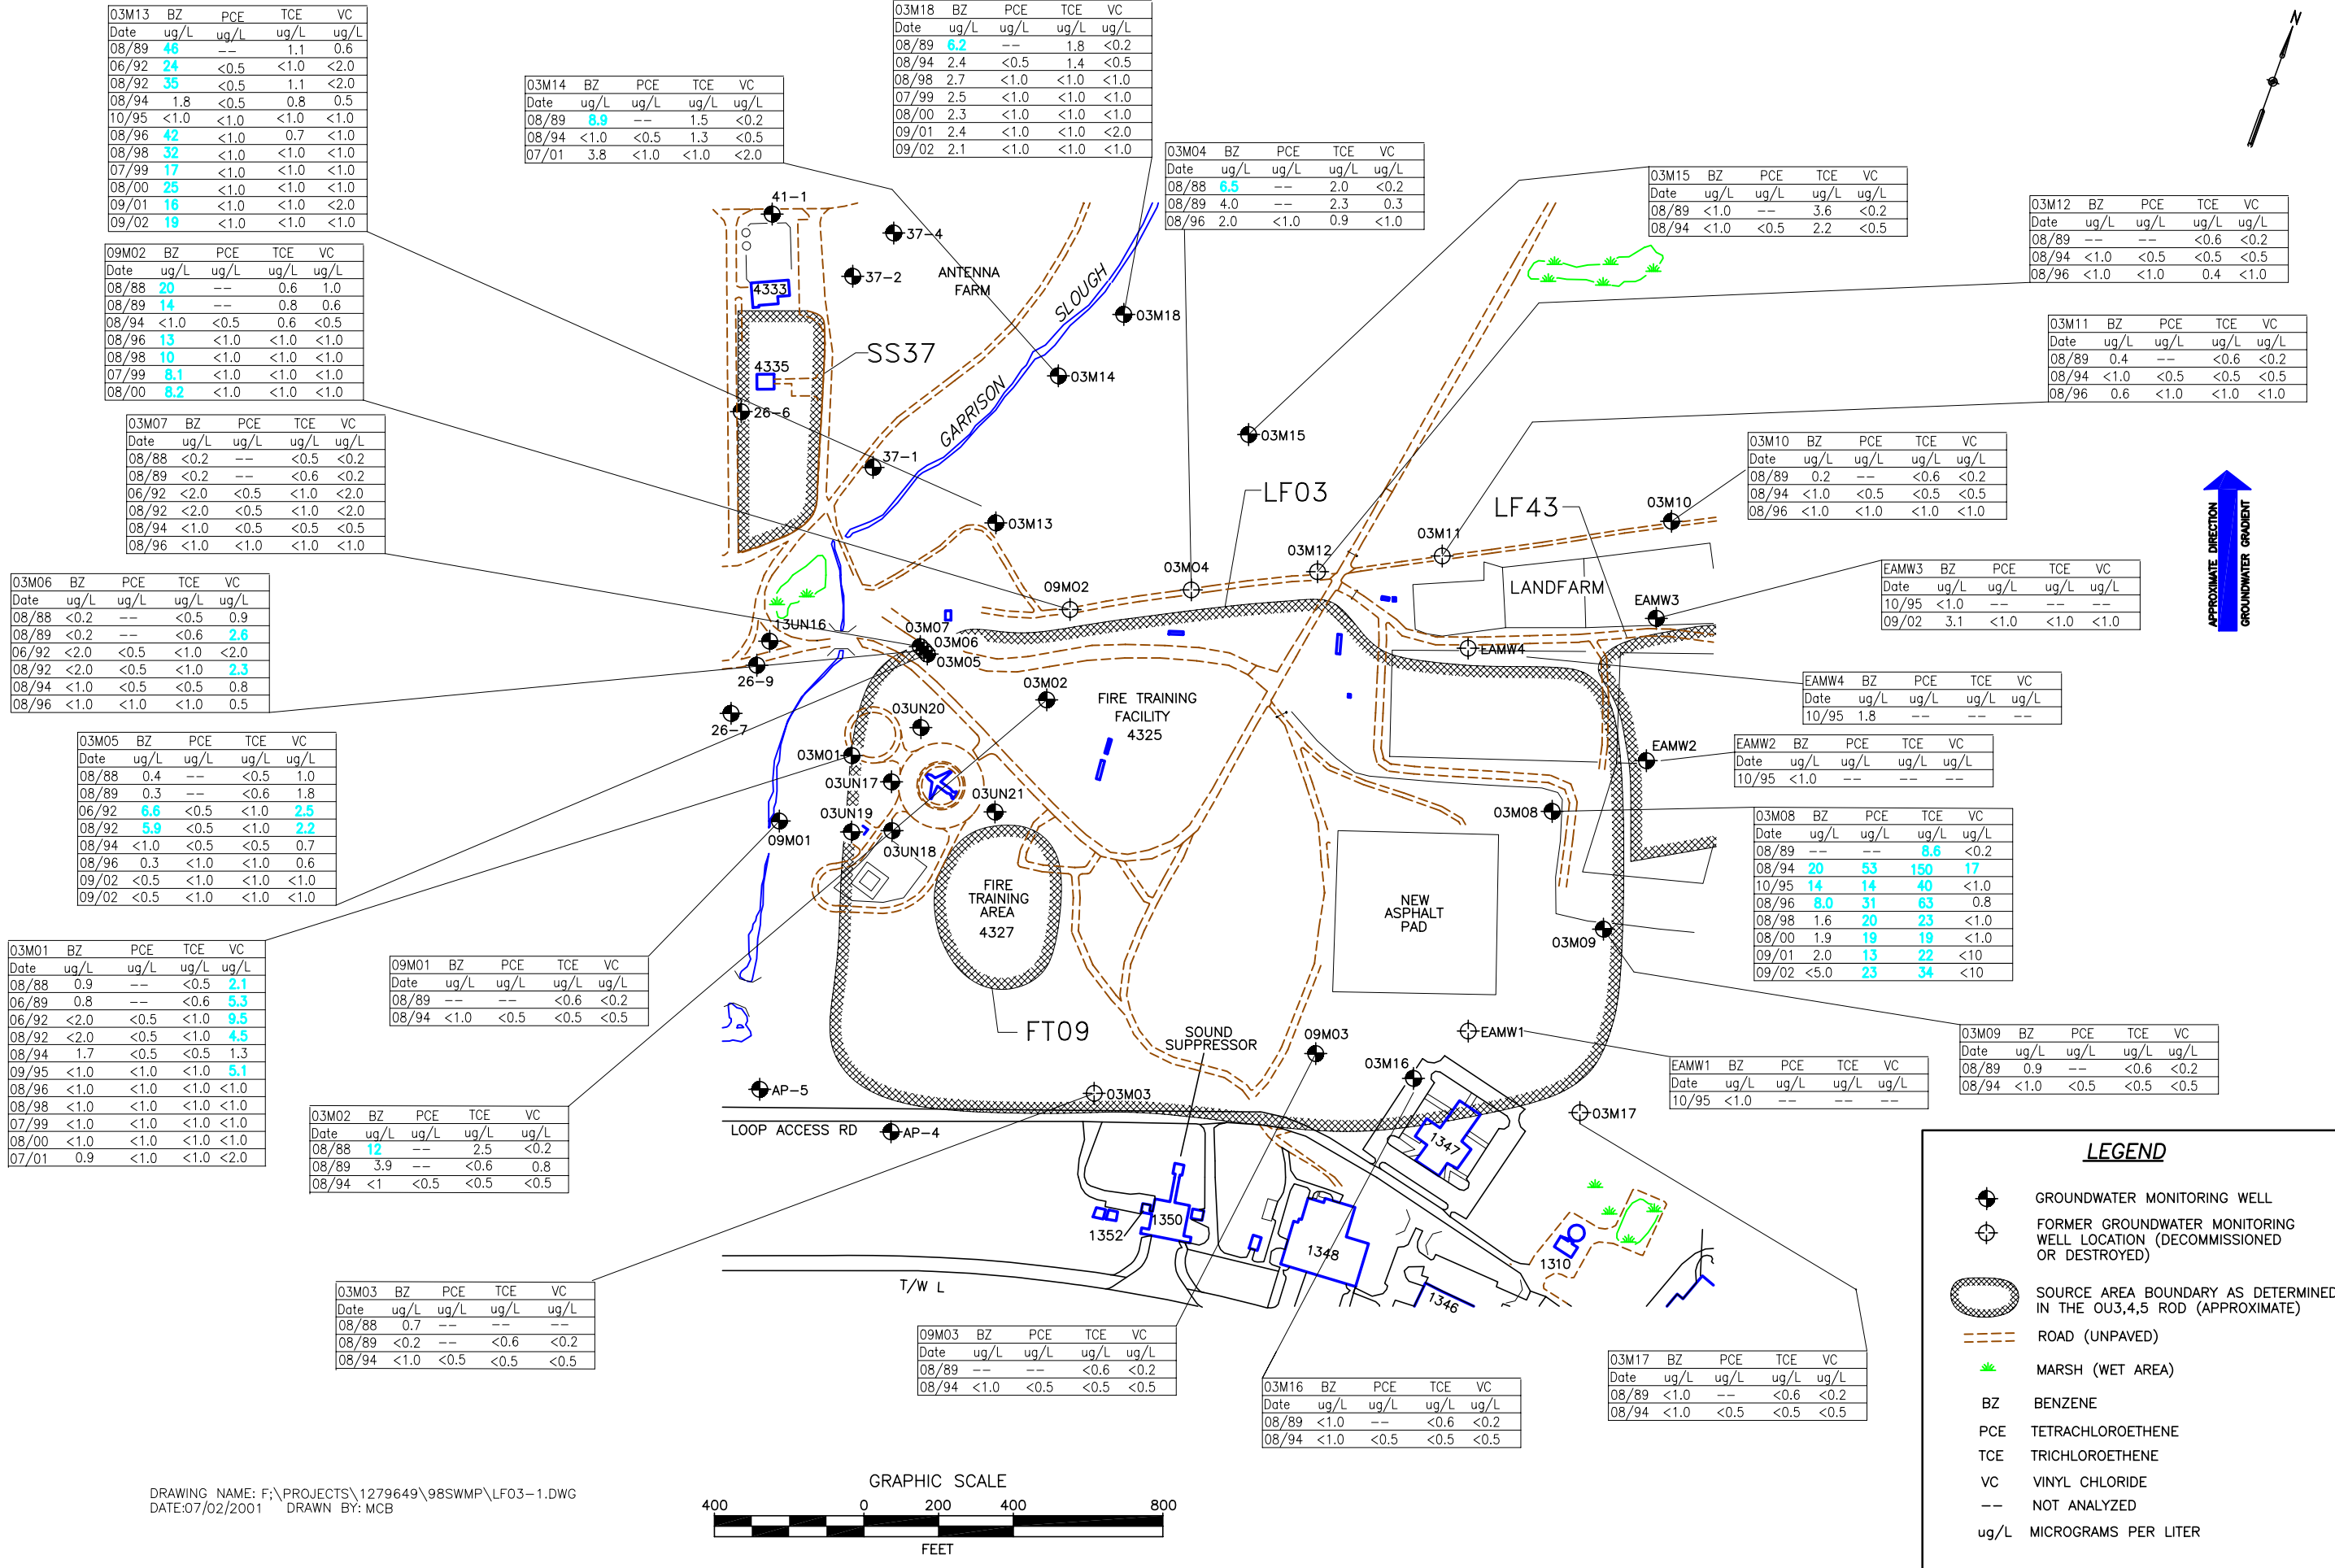 03M13 BZ PCE TCE VC
Date ug/L ug/L ug/L ug/L
08/89 46 -- 1.1 0.6
06/92 24 <0.5 <1.0 <2.0
08/92 35 <0.5 1.1 <2.0
08/94 1.8 <0.5 0.8 0.5
10/95 <1.0 <1.0 <1.0 <1.0
08/96 42 <1.0 0.7 <1.0
08/98 32 <1.0 <1.0 <1.0
07/99 17 <1.0 <1.0 <1.0
08/00 25 <1.0 <1.0 <1.0
09/01 16 <1.0 <1.0 <2.0
09/02 19 <1.0 <1.0 <1.0
03M14 BZ PCE TCE VC
Date ug/L ug/L ug/L ug/L
08/89 8.9 -- 1.5 <0.2
08/94 <1.0 <0.5 1.3 <0.5
07/01 3.8 <1.0 <1.0 <2.0
03M18 BZ PCE TCE VC
Date ug/L ug/L ug/L ug/L
08/89 6.2 -- 1.8 <0.2
08/94 2.4 <0.5 1.4 <0.5
08/98 2.7 <1.0 <1.0 <1.0
07/99 2.5 <1.0 <1.0 <1.0
08/00 2.3 <1.0 <1.0 <1.0
09/01 2.4 <1.0 <1.0 <2.0
09/02 2.1 <1.0 <1.0 <1.0
03M04 BZ PCE TCE VC
Date ug/L ug/L ug/L ug/L
08/88 6.5 -- 2.0 <0.2
08/89 4.0 -- 2.3 0.3
08/96 2.0 <1.0 0.9 <1.0
03M15 BZ PCE TCE VC
Date ug/L ug/L ug/L ug/L
08/89 <1.0 -- 3.6 <0.2
08/94 <1.0 <0.5 2.2 <0.5
03M12 BZ PCE TCE VC
Date ug/L ug/L ug/L ug/L
08/89 -- -- <0.6 <0.2
08/94 <1.0 <0.5 <0.5 <0.5
08/96 <1.0 <1.0 0.4 <1.0
N
09M02 BZ PCE TCE VC
Date ug/L ug/L ug/L ug/L
08/88 20 -- 0.6 1.0
08/89 14 -- 0.8 0.6
08/94 <1.0 <0.5 0.6 <0.5
08/96 13 <1.0 <1.0 <1.0
08/98 10 <1.0 <1.0 <1.0
07/99 8.1 <1.0 <1.0 <1.0
08/00 8.2 <1.0 <1.0 <1.0
03M11 BZ PCE TCE VC
Date ug/L ug/L ug/L ug/L
08/89 0.4 -- <0.6 <0.2
08/94 <1.0 <0.5 <0.5 <0.5
08/96 0.6 <1.0 <1.0 <1.0
03M07 BZ PCE TCE VC
Date ug/L ug/L ug/L ug/L
08/88 <0.2 -- <0.5 <0.2
08/89 <0.2 -- <0.6 <0.2
06/92 <2.0 <0.5 <1.0 <2.0
08/92 <2.0 <0.5 <1.0 <2.0
08/94 <1.0 <0.5 <0.5 <0.5
08/96 <1.0 <1.0 <1.0 <1.0
03M10 BZ PCE TCE VC
Date ug/L ug/L ug/L ug/L
08/89 0.2 -- <0.6 <0.2
08/94 <1.0 <0.5 <0.5 <0.5
08/96 <1.0 <1.0 <1.0 <1.0
03M06 BZ PCE TCE VC
Date ug/L ug/L ug/L ug/L
08/88 <0.2 -- <0.5 0.9
08/89 <0.2 -- <0.6 2.6
06/92 <2.0 <0.5 <1.0 <2.0
08/92 <2.0 <0.5 <1.0 2.3
08/94 <1.0 <0.5 <0.5 0.8
08/96 <1.0 <1.0 <1.0 0.5
EAMW3 BZ PCE TCE VC
Date ug/L ug/L ug/L ug/L
10/95 <1.0 -- -- --
09/02 3.1 <1.0 <1.0 <1.0
EAMW4 BZ PCE TCE VC
Date ug/L ug/L ug/L ug/L
10/95 1.8 -- -- --
03M05 BZ PCE TCE VC
Date ug/L ug/L ug/L ug/L
08/88 0.4 -- <0.5 1.0
08/89 0.3 -- <0.6 1.8
06/92 6.6 <0.5 <1.0 2.5
08/92 5.9 <0.5 <1.0 2.2
08/94 <1.0 <0.5 <0.5 0.7
08/96 0.3 <1.0 <1.0 0.6
09/02 <0.5 <1.0 <1.0 <1.0
09/02 <0.5 <1.0 <1.0 <1.0
EAMW2 BZ PCE TCE VC
Date ug/L ug/L ug/L ug/L
10/95 <1.0 -- -- --
03M08 BZ PCE TCE VC
Date ug/L ug/L ug/L ug/L
08/89 -- -- 8.6 <0.2
08/94 20 53 150 17
10/95 14 14 40 <1.0
08/96 8.0 31 63 0.8
08/98 1.6 20 23 <1.0
08/00 1.9 19 19 <1.0
09/01 2.0 13 22 <10
09/02 <5.0 23 34 <10
03M01 BZ PCE TCE VC
Date ug/L ug/L ug/L ug/L
08/88 0.9 -- <0.5 2.1
06/89 0.8 -- <0.6 5.3
06/92 <2.0 <0.5 <1.0 9.5
08/92 <2.0 <0.5 <1.0 4.5
08/94 1.7 <0.5 <0.5 1.3
09/95 <1.0 <1.0 <1.0 5.1
08/96 <1.0 <1.0 <1.0 <1.0
08/98 <1.0 <1.0 <1.0 <1.0
07/99 <1.0 <1.0 <1.0 <1.0
08/00 <1.0 <1.0 <1.0 <1.0
07/01 0.9 <1.0 <1.0 <2.0
09M01 BZ PCE TCE VC
Date ug/L ug/L ug/L ug/L
08/89 -- -- <0.6 <0.2
08/94 <1.0 <0.5 <0.5 <0.5
03M09 BZ PCE TCE VC
Date ug/L ug/L ug/L ug/L
08/89 0.9 -- <0.6 <0.2
08/94 <1.0 <0.5 <0.5 <0.5
EAMW1 BZ PCE TCE VC
Date ug/L ug/L ug/L ug/L
10/95 <1.0 -- -- --
03M02 BZ PCE TCE VC
Date ug/L ug/L ug/L ug/L
08/88 12 -- 2.5 <0.2
08/89 3.9 -- <0.6 0.8
08/94 <1 <0.5 <0.5 <0.5
03M03 BZ PCE TCE VC
Date ug/L ug/L ug/L ug/L
08/88 0.7 -- -- --
08/89 <0.2 -- <0.6 <0.2
08/94 <1.0 <0.5 <0.5 <0.5
09M03 BZ PCE TCE VC
Date ug/L ug/L ug/L ug/L
08/89 -- -- <0.6 <0.2
08/94 <1.0 <0.5 <0.5 <0.5
03M16 BZ PCE TCE VC
Date ug/L ug/L ug/L ug/L
08/89 <1.0 -- <0.6 <0.2
08/94 <1.0 <0.5 <0.5 <0.5
03M17 BZ PCE TCE VC
Date ug/L ug/L ug/L ug/L
08/89 <1.0 -- <0.6 <0.2
08/94 <1.0 <0.5 <0.5 <0.5
41-1
37-4
37-2
ANTENNA
FARM
4333
SLOUGH
03M18
SS37
4335
03M14
26-6
GARRISON
03M15
37-1
LF03
LF43
03M10
03M13
03M12
03M11
03M04
LANDFARM
09M02
EAMW3
13UN16
03M07
03M06
03M05
EAMW4
26-9
03M02
FIRE TRAINING
FACILITY
4325
26-7
03UN20
EAMW2
03M01
03UN17
03UN21
03M08
03UN19
09M01
03UN18
FIRE
TRAINING
AREA
4327
NEW
ASPHALT
PAD
03M09
FT09
SOUND
SUPPRESSOR
09M03
EAMW1
03M16
AP-5
03M03
03M17
LOOP ACCESS RD
AP-4
1347
1350
1352
1348
1310
1346
T/W L
APPROXIMATE DIRECTION
GROUNDWATER GRADIENT
LEGEND
GROUNDWATER MONITORING WELL
FORMER GROUNDWATER MONITORING
WELL LOCATION (DECOMMISSIONED
OR DESTROYED)
SOURCE AREA BOUNDARY AS DETERMINED
IN THE OU3,4,5 ROD (APPROXIMATE)
ROAD (UNPAVED)
MARSH (WET AREA)
BZ BENZENE
PCE TETRACHLOROETHENE
TCE TRICHLOROETHENE
VC VINYL CHLORIDE
-- NOT ANALYZED
ug/L MICROGRAMS PER LITER
DRAWING NAME: F;\PROJECTS\1279649\98SWMP\LF03-1.DWG
DATE:07/02/2001 DRAWN BY: MCB
GRAPHIC SCALE
400 0 200 400 800
FEET